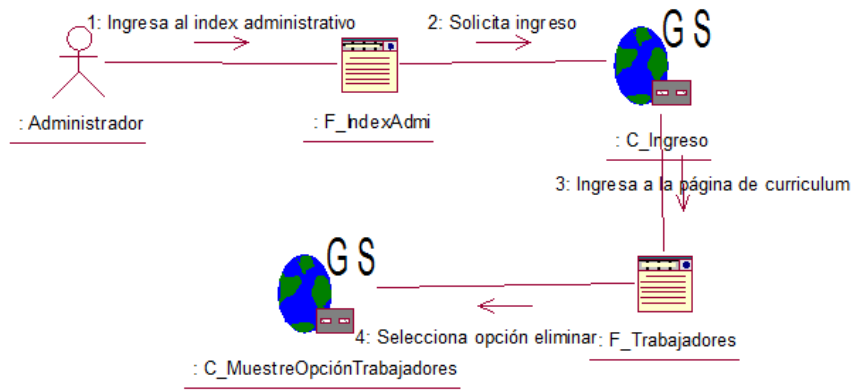 1: Ingresa al index administrativo
2: Solicita ingreso
G S
: Administrador
: F_IndexAdmi
: C_Ingreso
3: Ingresa a la página de curriculum
G S
4: Selecciona opción eliminar
: F_Trabajadores
: C_MuestreOpciónTrabajadores